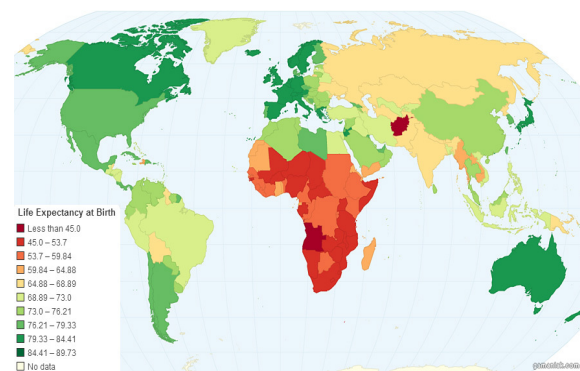 Life Expectancy at Birth
Less than 45.0
45.0 – 53.7
53.7 – 59.84
59.84 – 64.88
64.88 – 68.89
68.89 – 73.0
73.0 – 76.21
76.21 – 79.33
79.33 – 84.41
84.41 – 89.73
No data